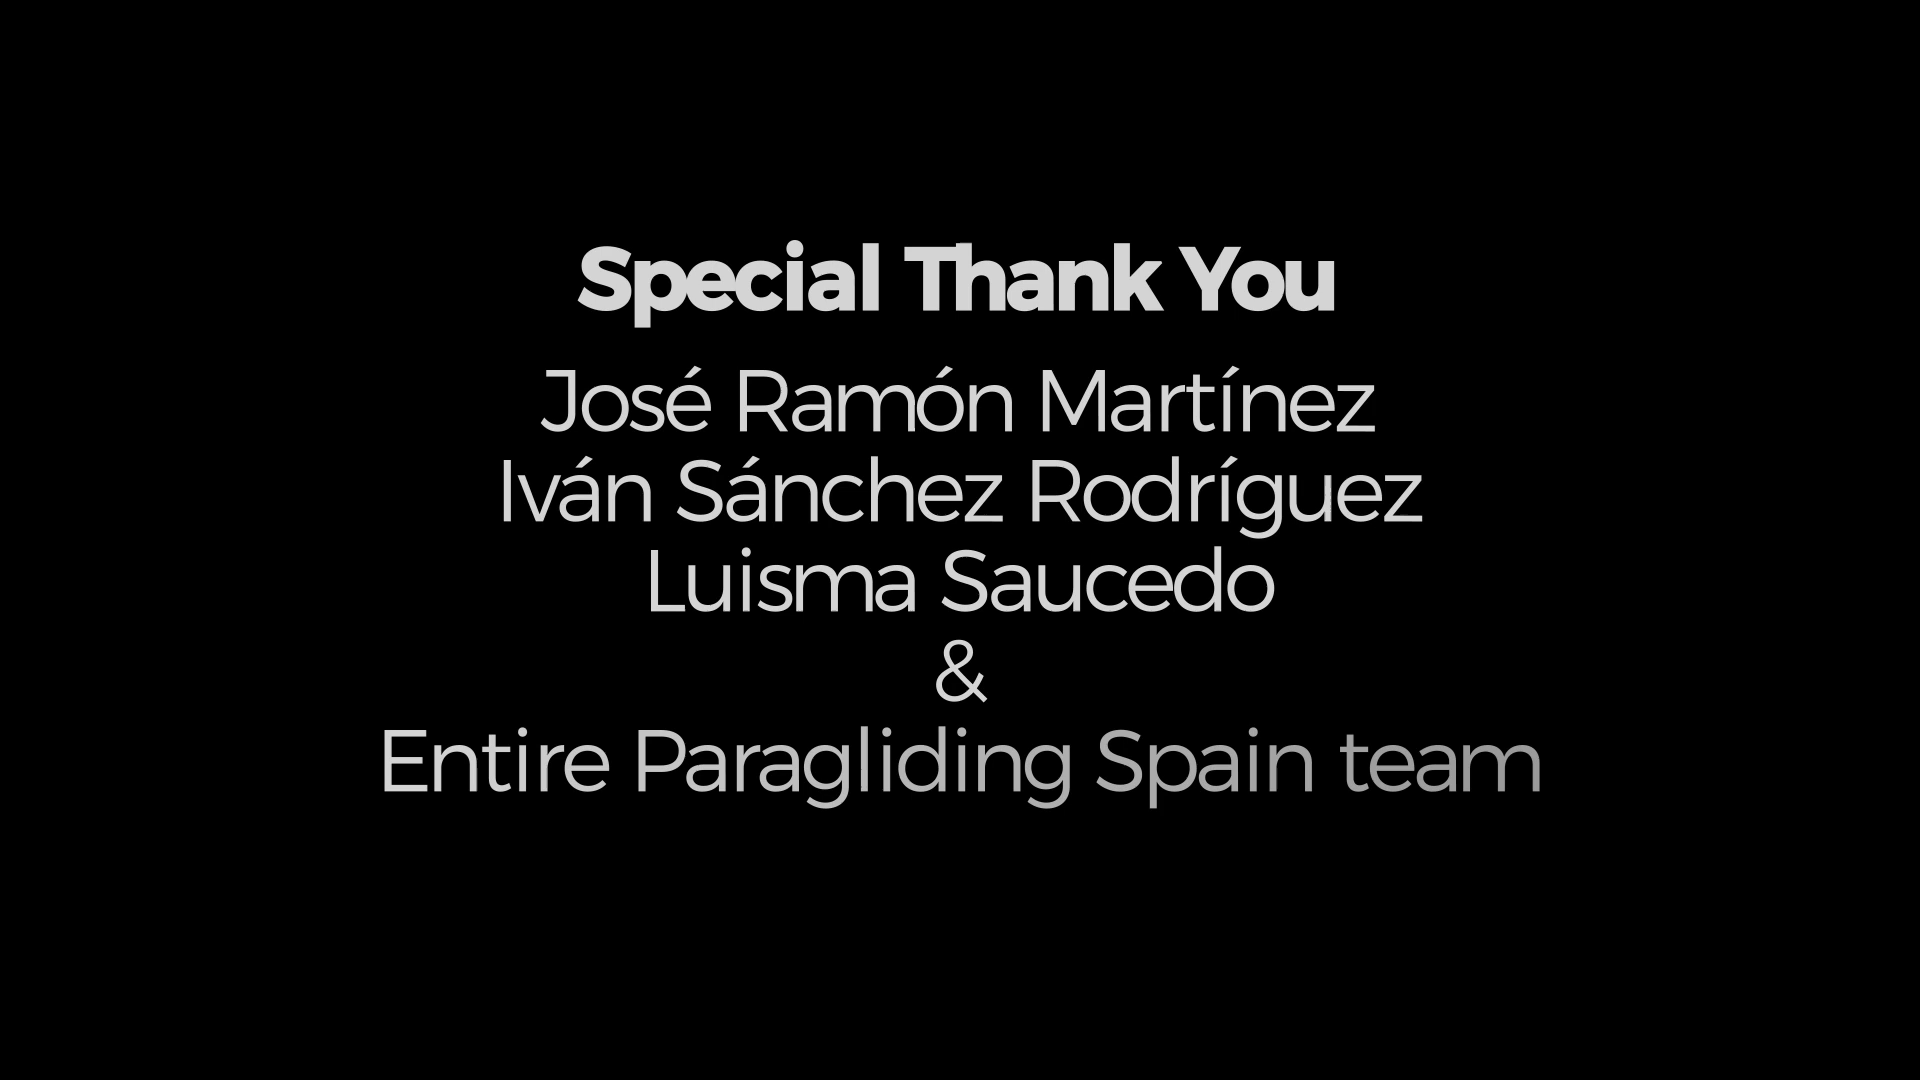 Special Thank You
José Ramón Martínez
Iván Sánchez Rodríguez
Luisma Saucedo
&
Entire Paragliding Spain team